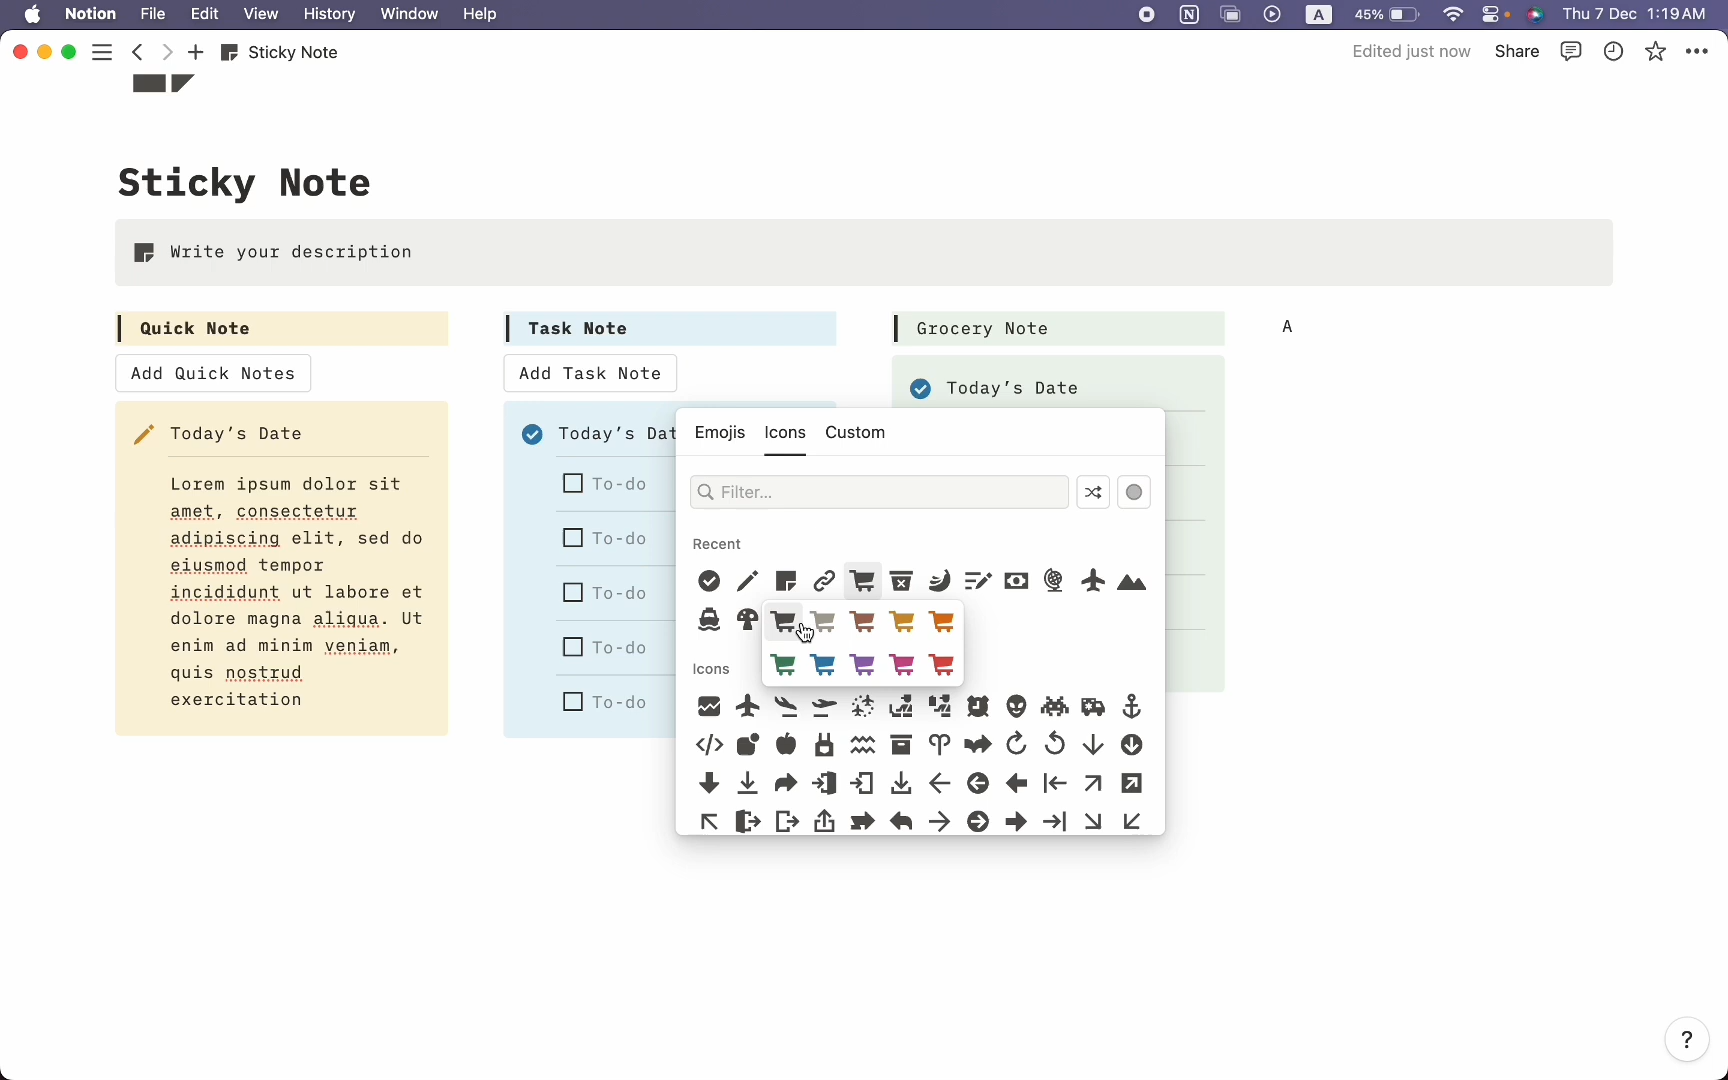 Notion File Edit View History Window Help
N A 45% Thu 7 Dec 1:19 AM
Sticky Note
Edited just now Share
Sticky Note
Write your description
Quick Note
Task Note
Grocery Note
A
Add Quick Notes
Add Task Note
Today's Date
Today's Date
Today's Dat
Emojis Icons Custom
Lorem ipsum dolor sit
amet, consectetur
adipiscing elit, sed do
eiusmod tempor
incididunt ut labore et
dolore magna aliqua. Ut
enim ad minim veniam,
quis nostrud
exercitation
To-do
To-do
To-do
To-do
To-do
Filter...
Recent
Icons
?